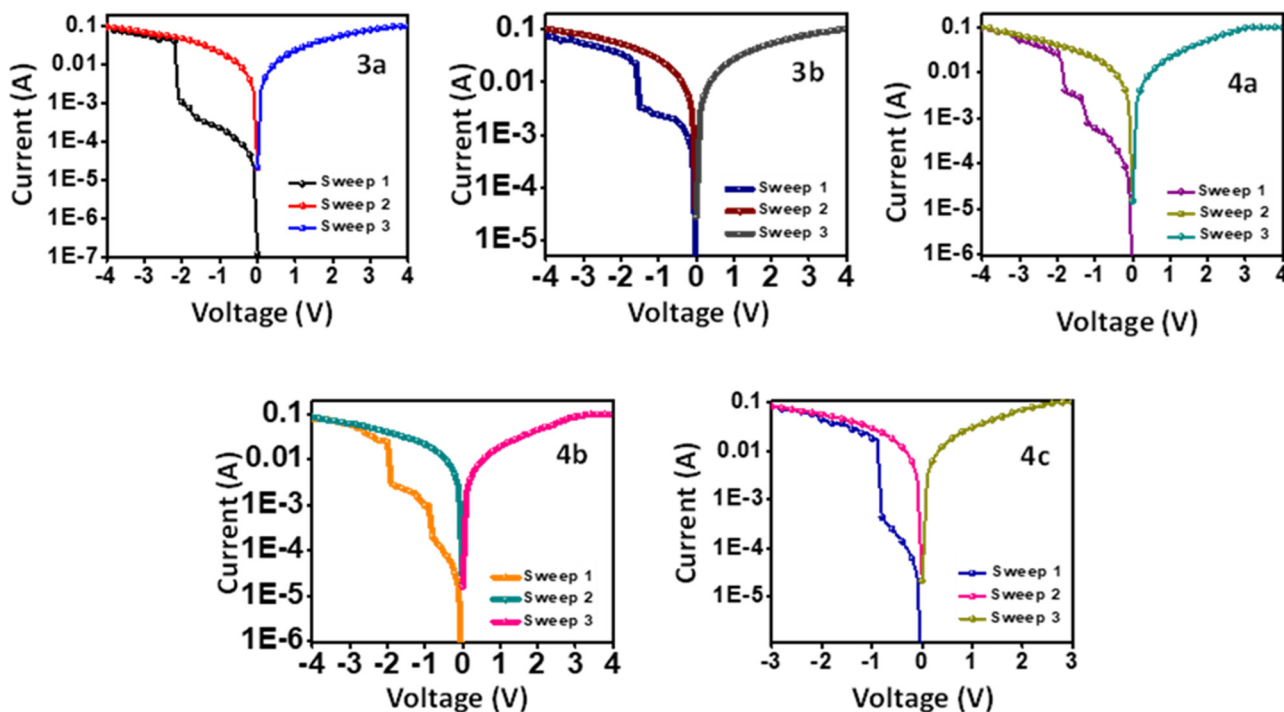 3a
Current (A)
0.1
0.01
1E-3
1E-4
1E-5
1E-6
1E-7
Sweep 1
Sweep 2
Sweep 3
-4 -3 -2 -1 0 1 2 3 4
Voltage (V)
3b
Current (A)
0.1
0.01
1E-3
1E-4
1E-5
Sweep 1
Sweep 2
Sweep 3
-4 -3 -2 -1 0 1 2 3 4
Voltage (V)
4a
Current (A)
0.1
0.01
1E-3
1E-4
1E-5
1E-6
Sweep 1
Sweep 2
Sweep 3
-4 -3 -2 -1 0 1 2 3 4
Voltage (V)
4b
Current (A)
0.1
0.01
1E-3
1E-4
1E-5
1E-6
Sweep 1
Sweep 2
Sweep 3
-4 -3 -2 -1 0 1 2 3 4
Voltage (V)
4c
Current (A)
0.1
0.01
1E-3
1E-4
1E-5
Sweep 1
Sweep 2
Sweep 3
-3 -2 -1 0 1 2 3
Voltage (V)